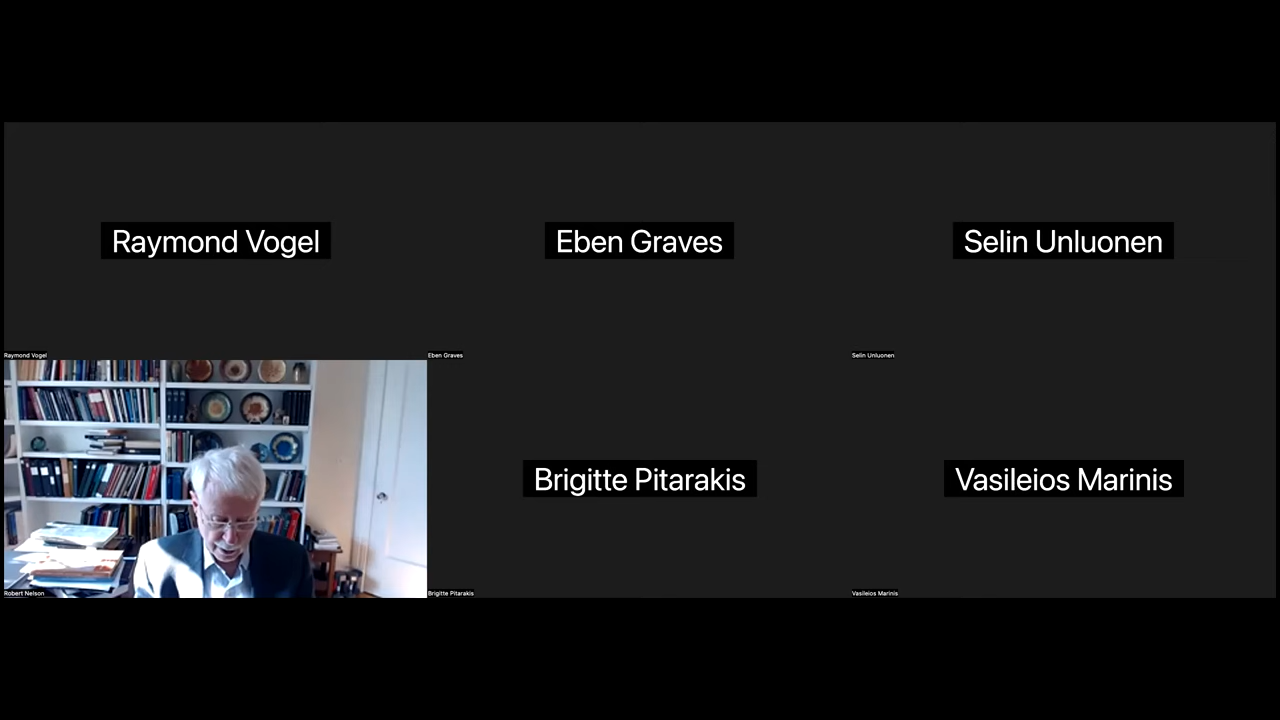 Raymond Vogel
Eben Graves
Selin Unluonen
Raymond Vogel
Eben Graves
Selin Unluonen
Brigitte Pitarakis
Vasileios Marinis
Robert Nelson
Brigitte Pitarakis
Vasileios Marinis